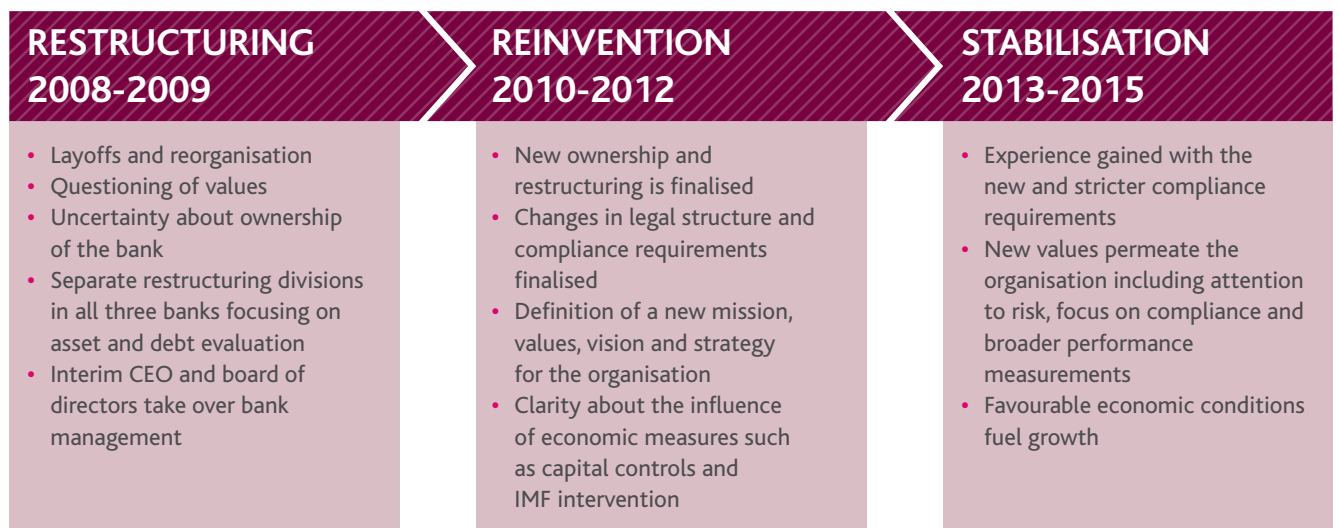 RESTRUCTURING
2008-2009
• Layoffs and reorganisation
• Questioning of values
• Uncertainty about ownership
of the bank
• Separate restructuring divisions
in all three banks focusing on
asset and debt evaluation
• Interim CEO and board of
directors take over bank
management
REINVENTION
2010-2012
• New ownership and
restructuring is finalised
• Changes in legal structure and
compliance requirements
finalised
• Definition of a new mission,
values, vision and strategy
for the organisation
• Clarity about the influence
of economic measures such
as capital controls and
IMF intervention
STABILISATION
2013-2015
• Experience gained with the
new and stricter compliance
requirements
• New values permeate the
organisation including attention
to risk, focus on compliance and
broader performance
measurements
• Favourable economic conditions
fuel growth